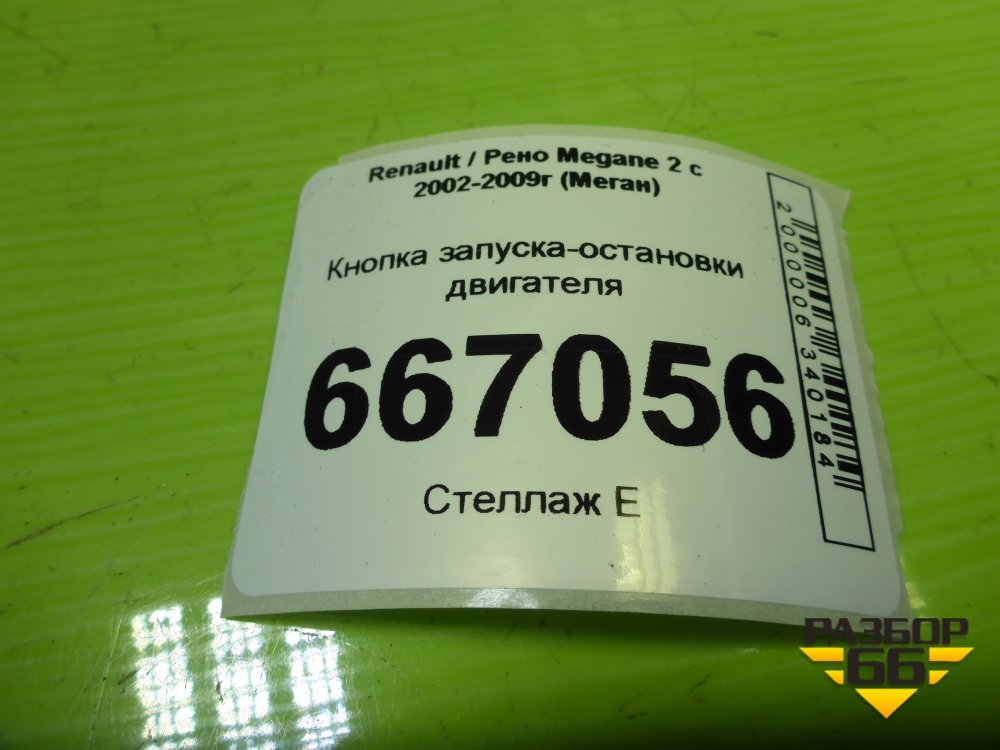 Renault / Рено Megane 2 с
2002-2009г (Меган)
Кнопка запуска-остановки
двигателя
667056
Стеллаж Е
2000006340184
РАЗБОР
66